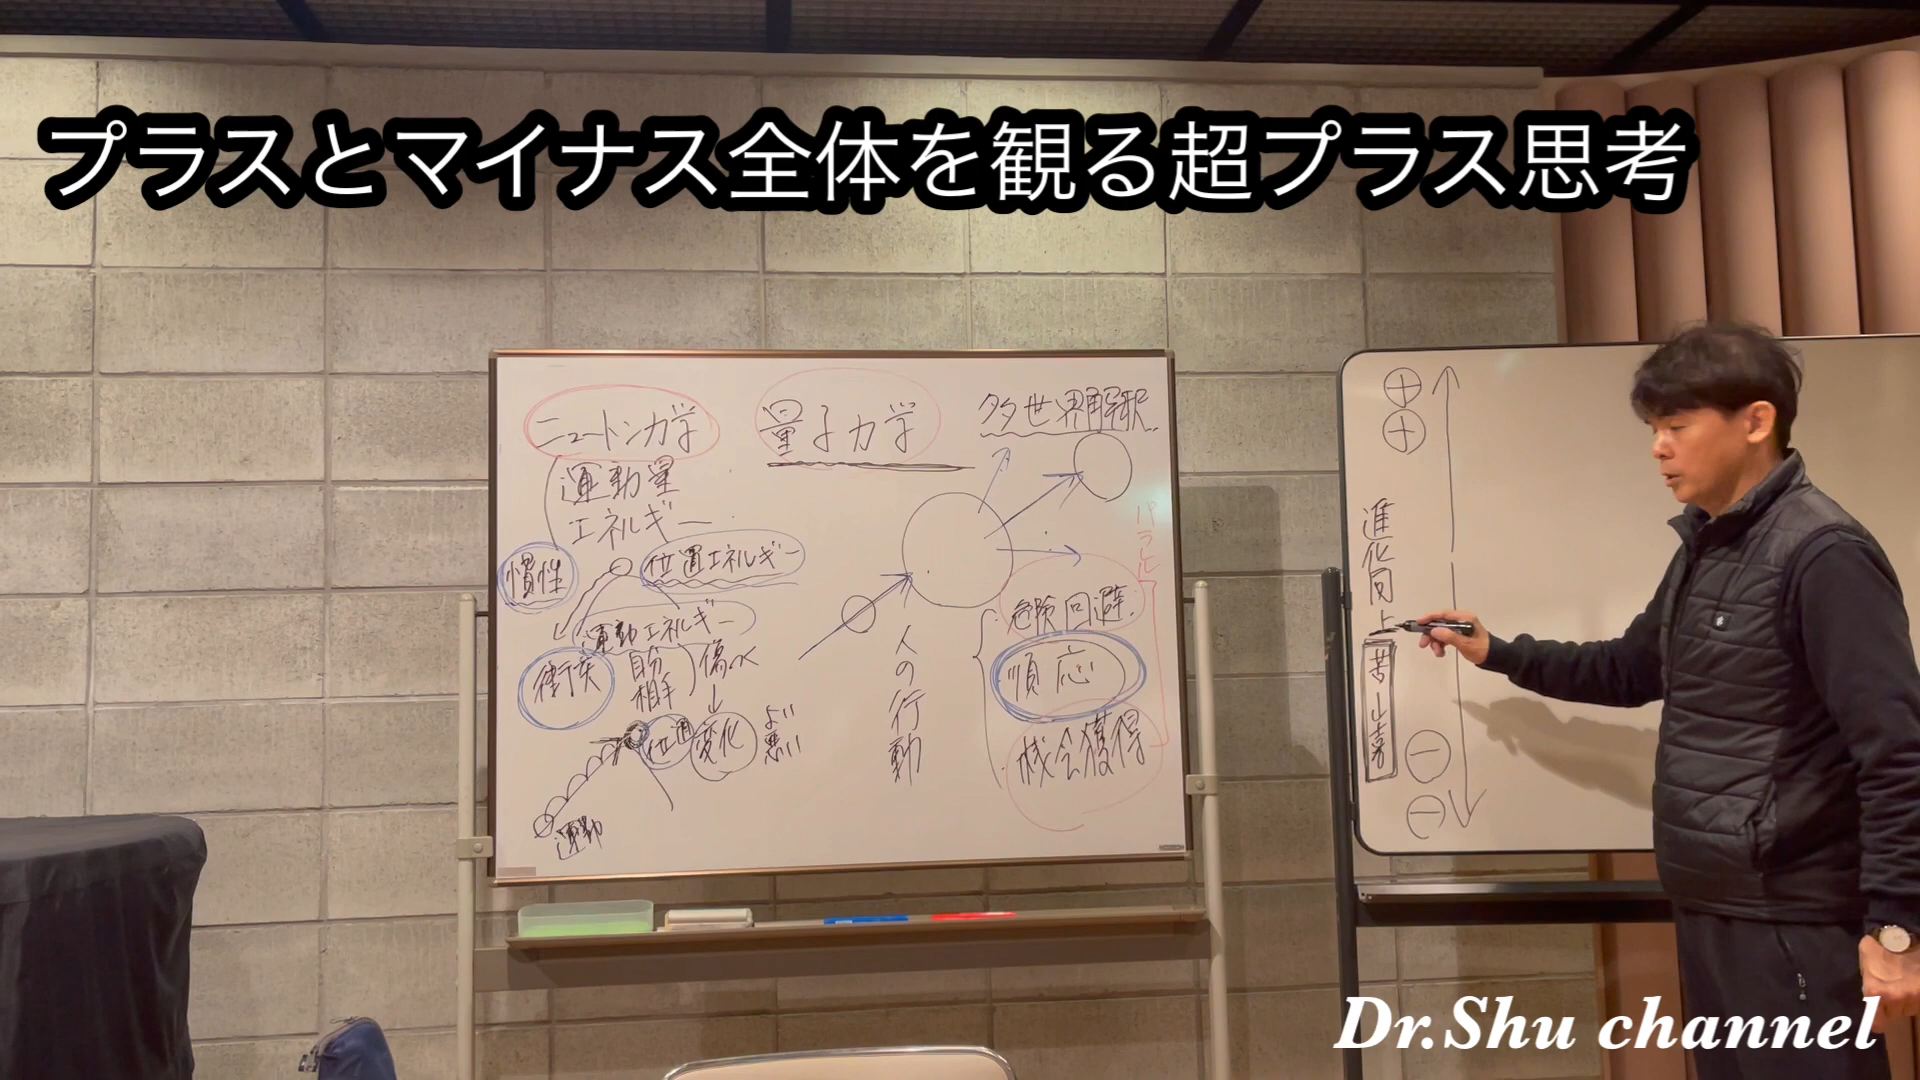 プラスとマイナス全体を観る超プラス思考
ニュートン力学
運動量
エネルギー
慣性
位置エネルギー
運動エネルギー
衝突
自分
相手
傷つく
↓
位置
変化
よい
悪い
運動
量子力学
多世界解釈
パラレル
危険回避
順応
機会獲得
人の行動
⊕
⊕
進化向上
⊖
⊖
Dr.Shu channel